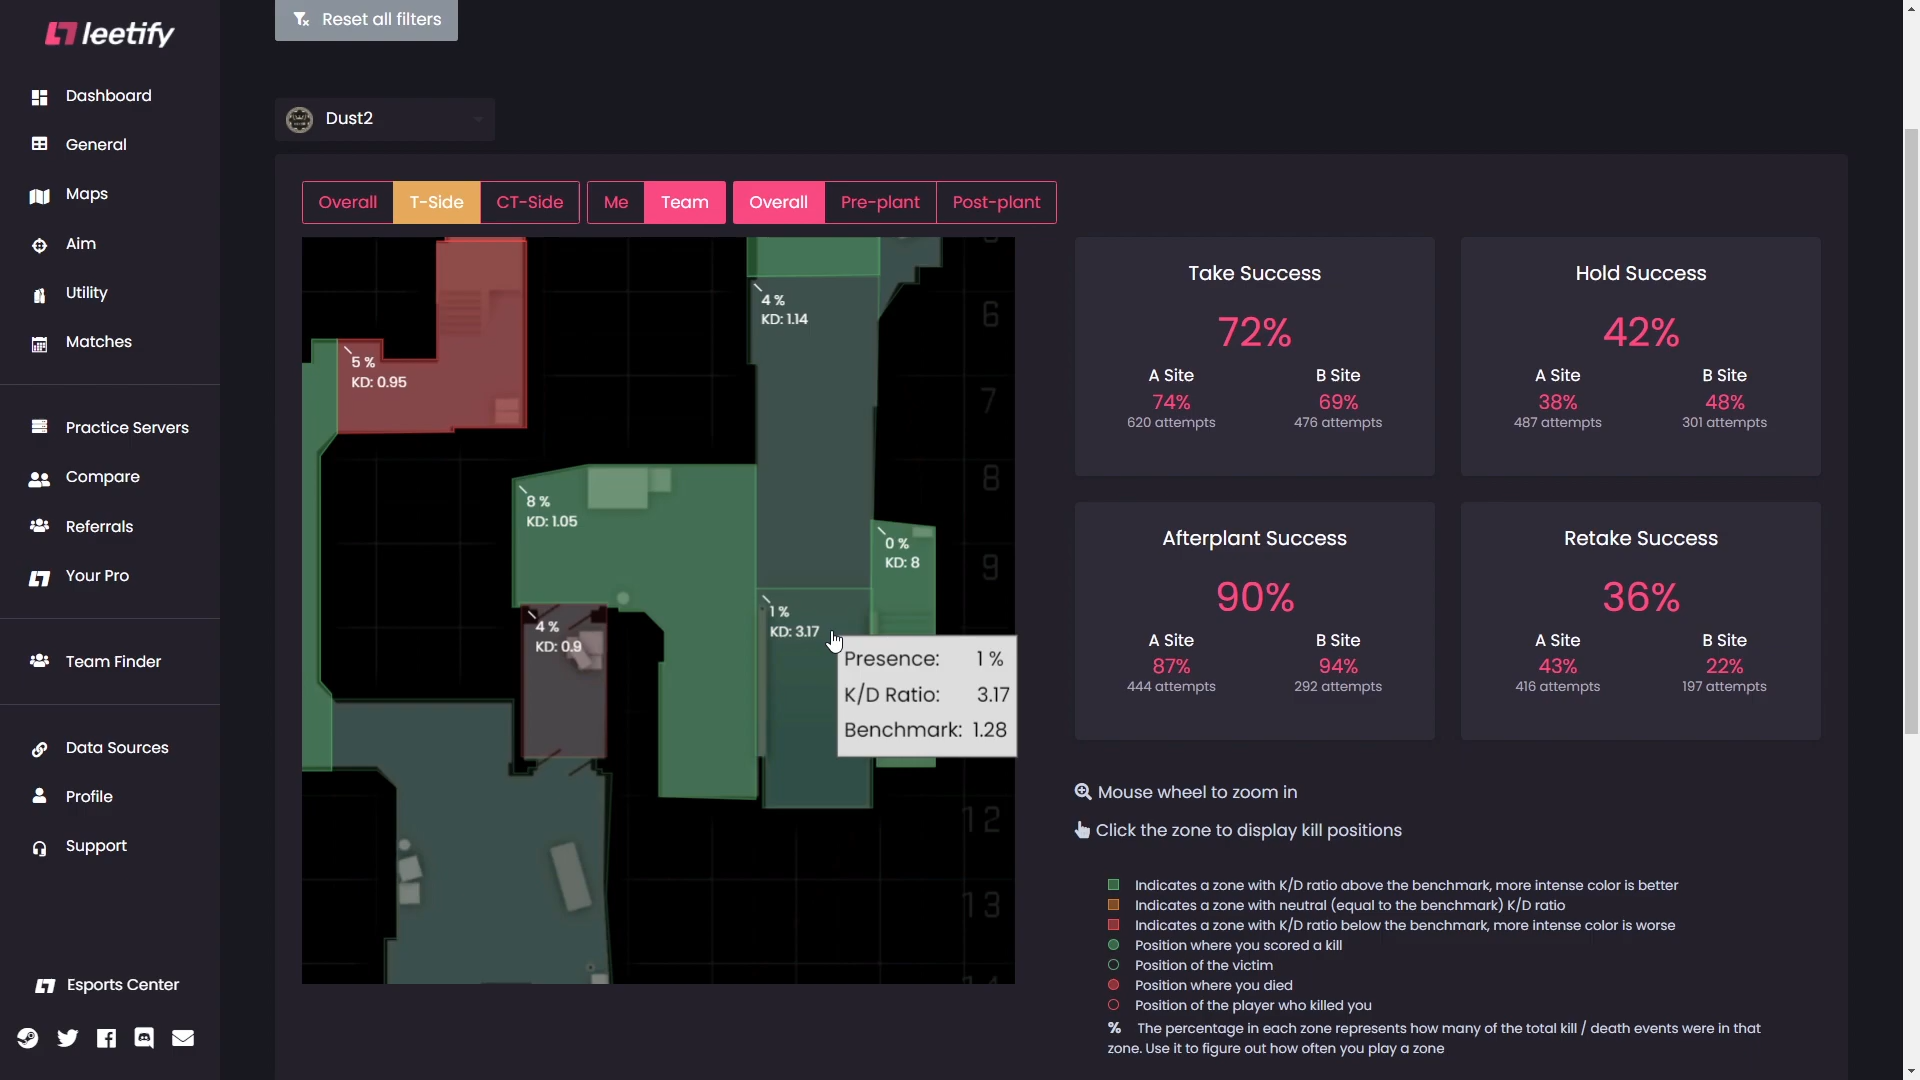 leetify
Dashboard
General
Maps
Aim
Utility
Matches
Practice Servers
Compare
Referrals
Your Pro
Team Finder
Data Sources
Profile
Support
Esports Center
Reset all filters
Dust2
Overall T-Side CT-Side Me Team Overall Pre-plant Post-plant
4 %
KD: 1.14
5 %
KD: 0.95
8 %
KD: 1.05
0 %
KD: 8
4 %
KD: 0.9
1 %
KD: 3.17
Presence: 1 %
K/D Ratio: 3.17
Benchmark: 1.28
6
7
8
9
12
13
Take Success
72%
A Site B Site
74% 69%
620 attempts 476 attempts
Hold Success
42%
A Site B Site
38% 48%
487 attempts 301 attempts
Afterplant Success
90%
A Site B Site
87% 94%
444 attempts 292 attempts
Retake Success
36%
A Site B Site
43% 22%
416 attempts 197 attempts
Mouse wheel to zoom in
Click the zone to display kill positions
Indicates a zone with K/D ratio above the benchmark, more intense color is better
Indicates a zone with neutral (equal to the benchmark) K/D ratio
Indicates a zone with K/D ratio below the benchmark, more intense color is worse
Position where you scored a kill
Position of the victim
Position where you died
Position of the player who killed you
% The percentage in each zone represents how many of the total kill / death events were in that
zone. Use it to figure out how often you play a zone